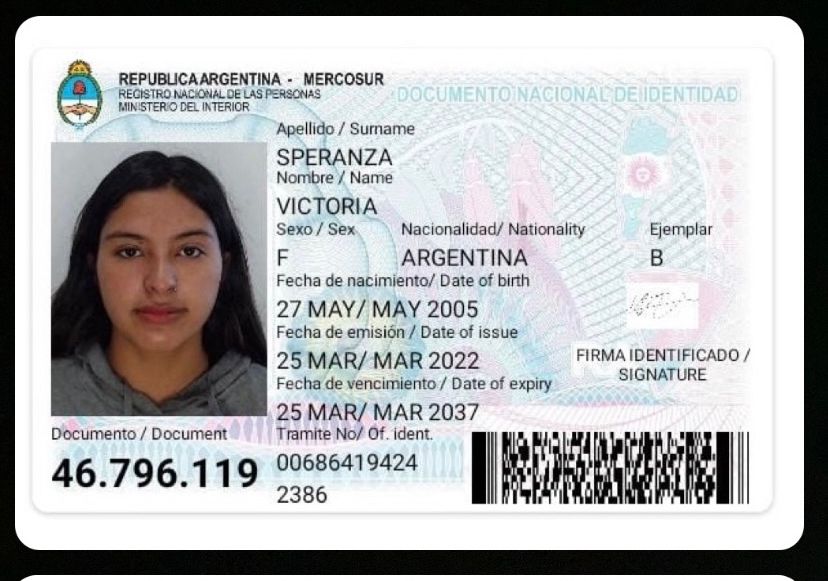 REPUBLICA ARGENTINA - MERCOSUR
REGISTRO NACIONAL DE LAS PERSONAS
MINISTERIO DEL INTERIOR
DOCUMENTO NACIONAL DE IDENTIDAD
Apellido / Surname
SPERANZA
Nombre / Name
VICTORIA
Sexo / Sex
Nacionalidad/ Nationality
Ejemplar
F
ARGENTINA
B
Fecha de nacimiento/ Date of birth
27 MAY/ MAY 2005
Fecha de emisión / Date of issue
25 MAR/ MAR 2022
FIRMA IDENTIFICADO /
SIGNATURE
Fecha de vencimiento / Date of expiry
25 MAR/ MAR 2037
Documento / Document
46.796.119
Tramite No/ Of. ident.
00686419424
2386